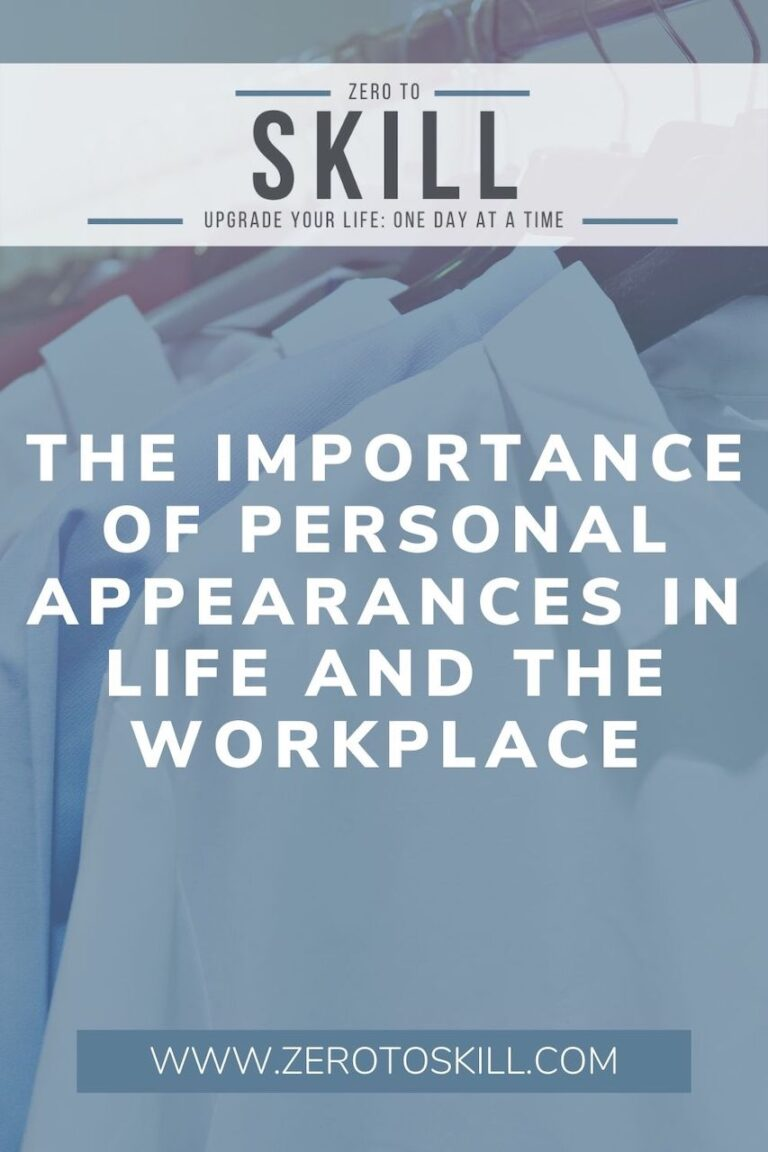 ZERO TO
SKILL
UPGRADE YOUR LIFE: ONE DAY AT A TIME
THE IMPORTANCE
OF PERSONAL
APPEARANCES IN
LIFE AND THE
WORKPLACE
WWW.ZEROTOSKILL.COM